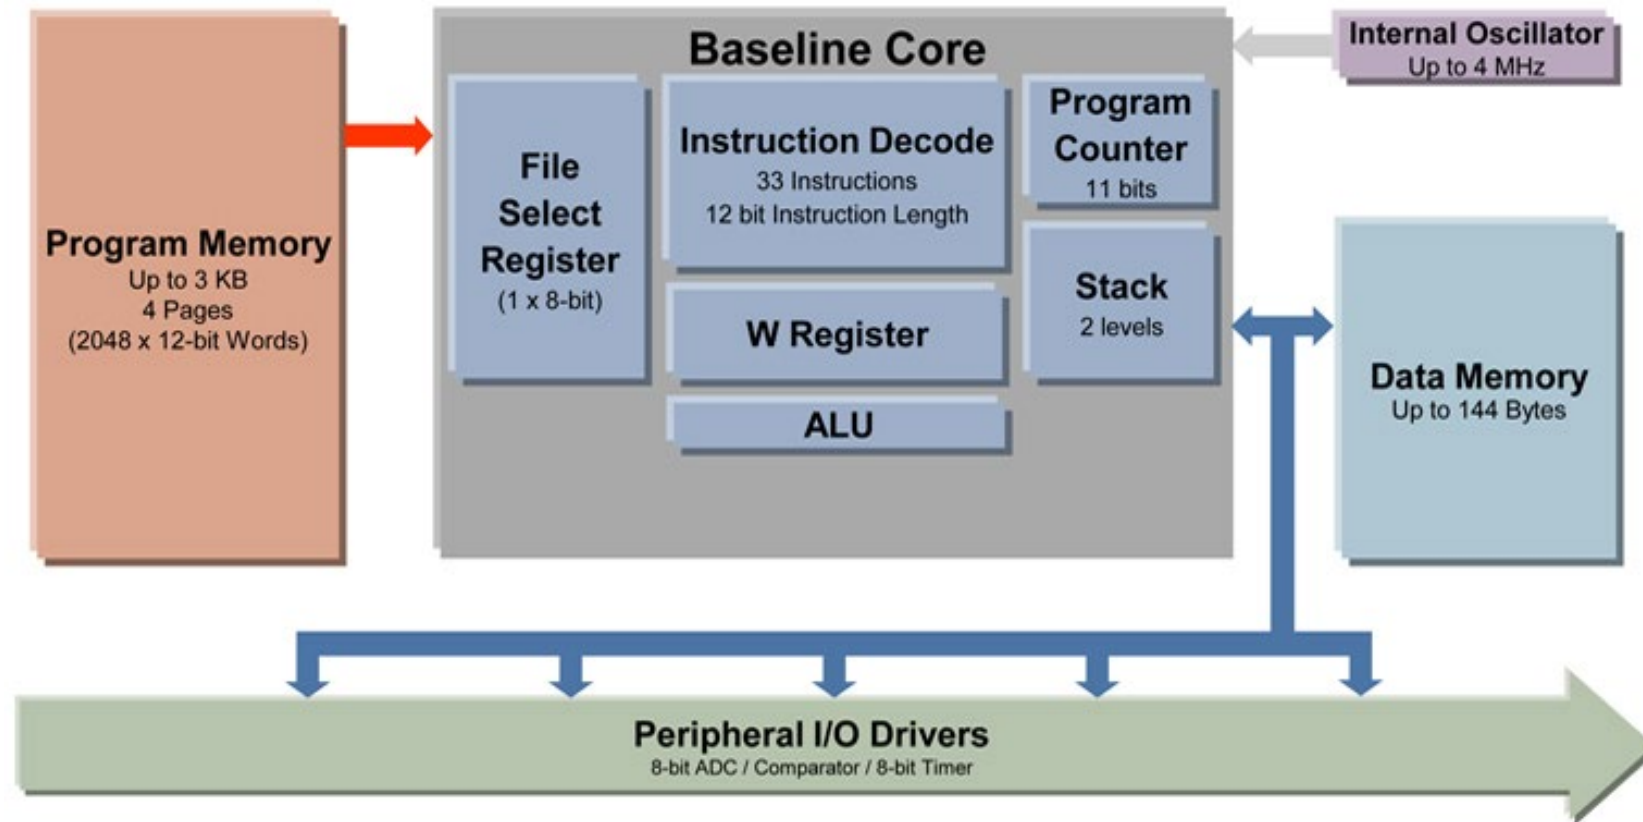 Program Memory
Up to 3 KB
4 Pages
(2048 x 12-bit Words)
Baseline Core
File
Select
Register
(1 x 8-bit)
Instruction Decode
33 Instructions
12 bit Instruction Length
W Register
ALU
Program
Counter
11 bits
Stack
2 levels
Internal Oscillator
Up to 4 MHz
Data Memory
Up to 144 Bytes
Peripheral I/O Drivers
8-bit ADC / Comparator / 8-bit Timer